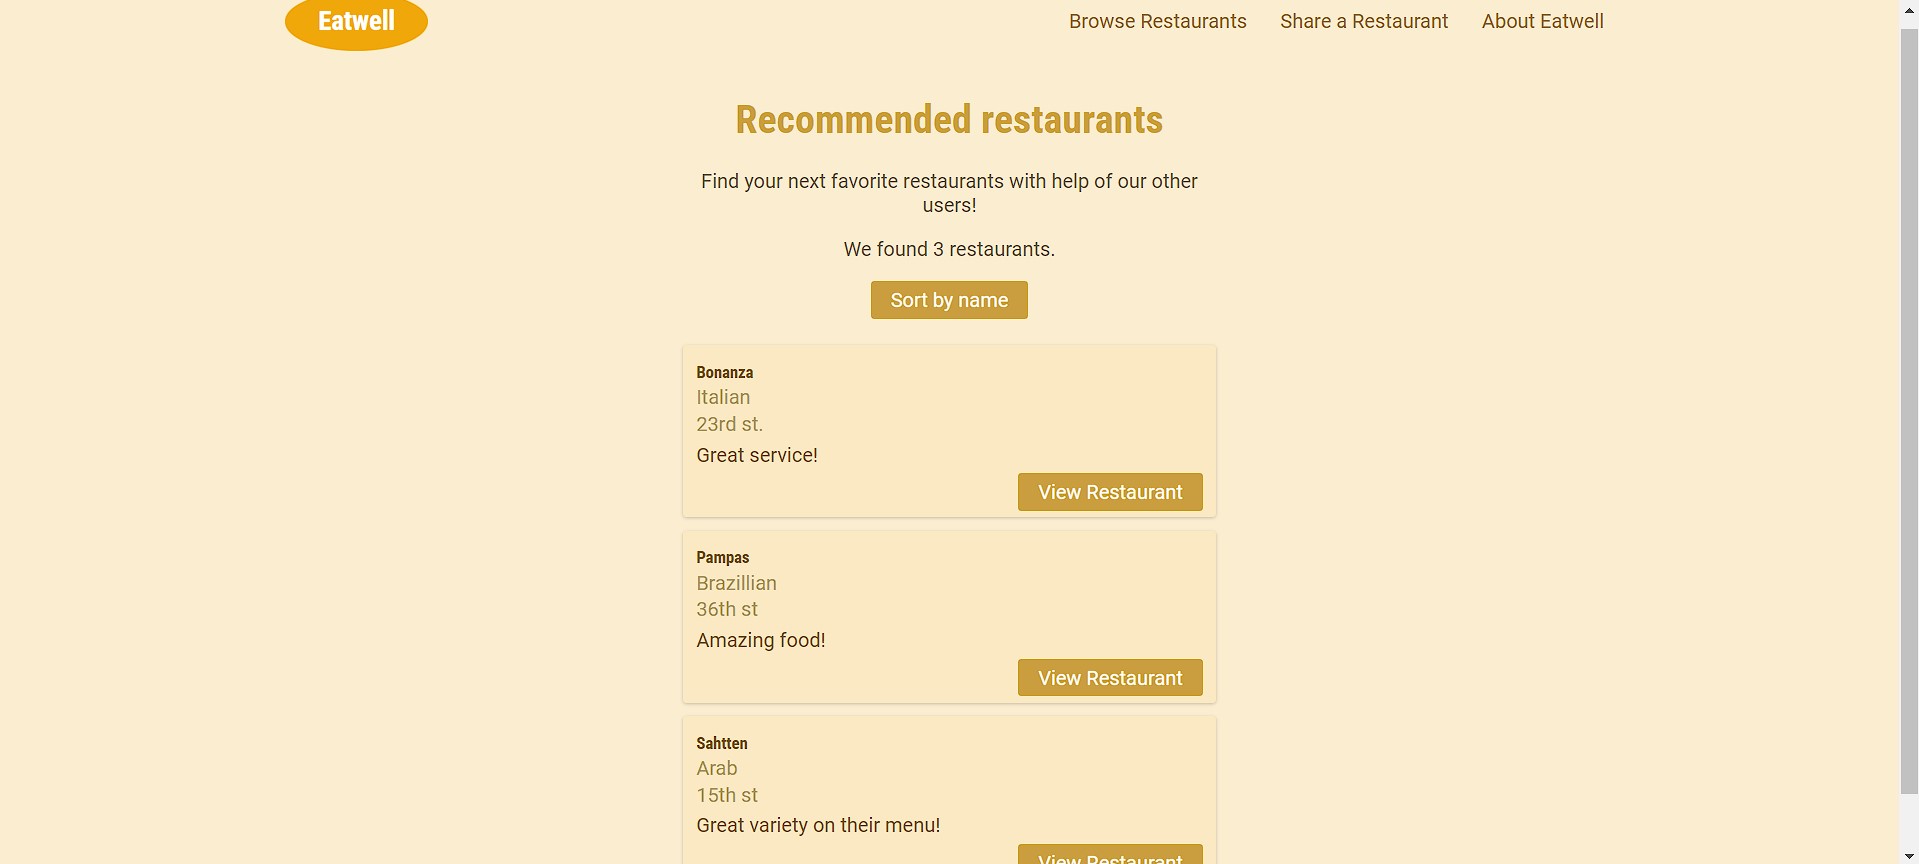 Eatwell
Browse Restaurants
Share a Restaurant
About Eatwell
Recommended restaurants
Find your next favorite restaurants with help of our other
users!
We found 3 restaurants.
Sort by name
Bonanza
Italian
23rd st.
Great service!
View Restaurant
Pampas
Brazillian
36th st
Amazing food!
View Restaurant
Sahtten
Arab
15th st
Great variety on their menu!
View Restaurant